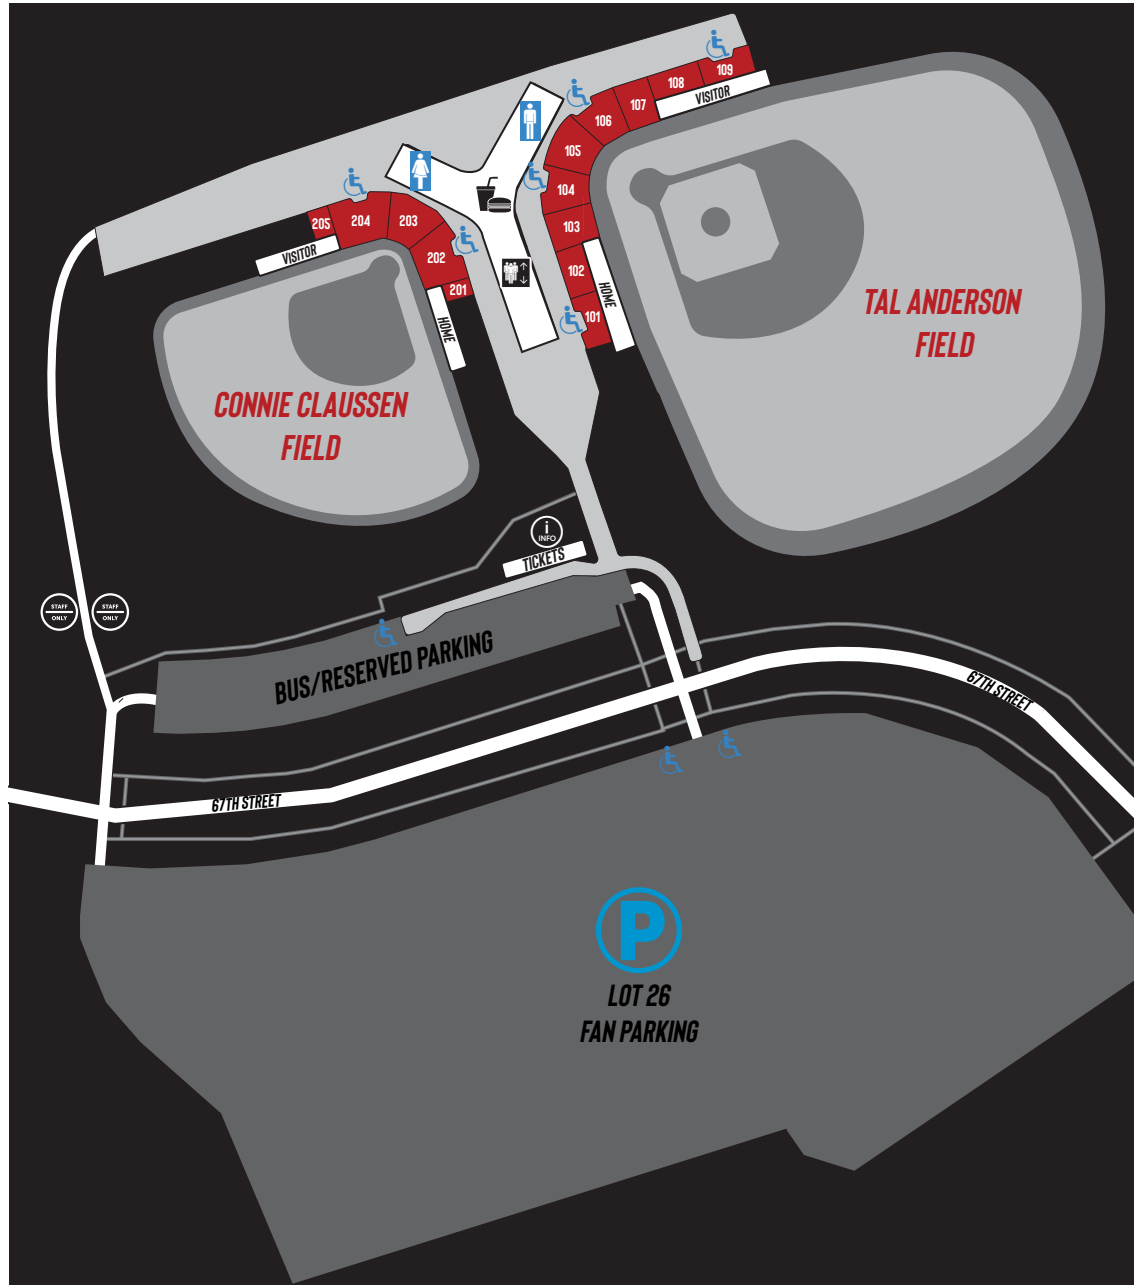 109
108
VISITOR
107
106
105
104
103
102
HOME
101
205
204
203
202
201
VISITOR
HOME
TAL ANDERSON
FIELD
CONNIE CLAUSSEN
FIELD
i
INFO
TICKETS
STAFF
ONLY
STAFF
ONLY
BUS/RESERVED PARKING
67TH STREET
67TH STREET
P
LOT 26
FAN PARKING